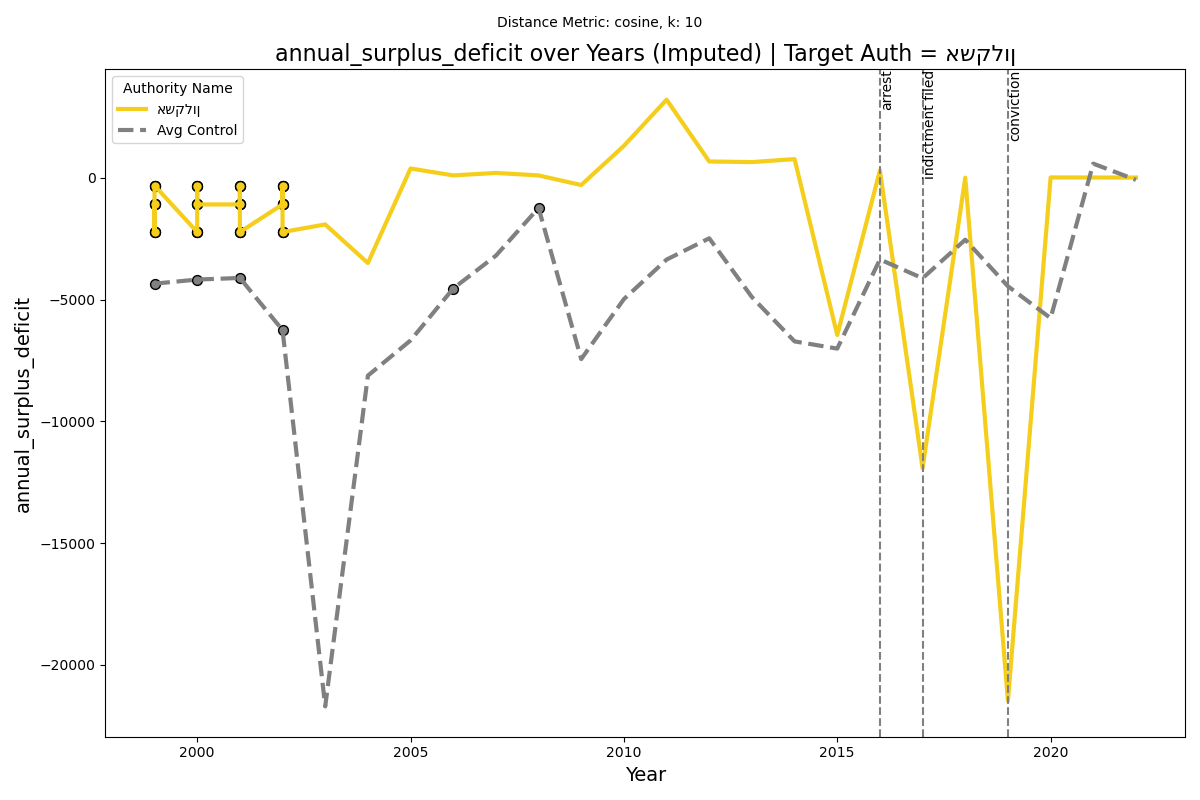 Distance Metric: cosine, k: 10
annual_surplus_deficit over Years (Imputed) | Target Auth = אשקלון
Authority Name
אשקלון
Avg Control
arrest
indictment filed
conviction
annual_surplus_deficit
0
−5000
−10000
−15000
−20000
2000
2005
2010
2015
2020
Year